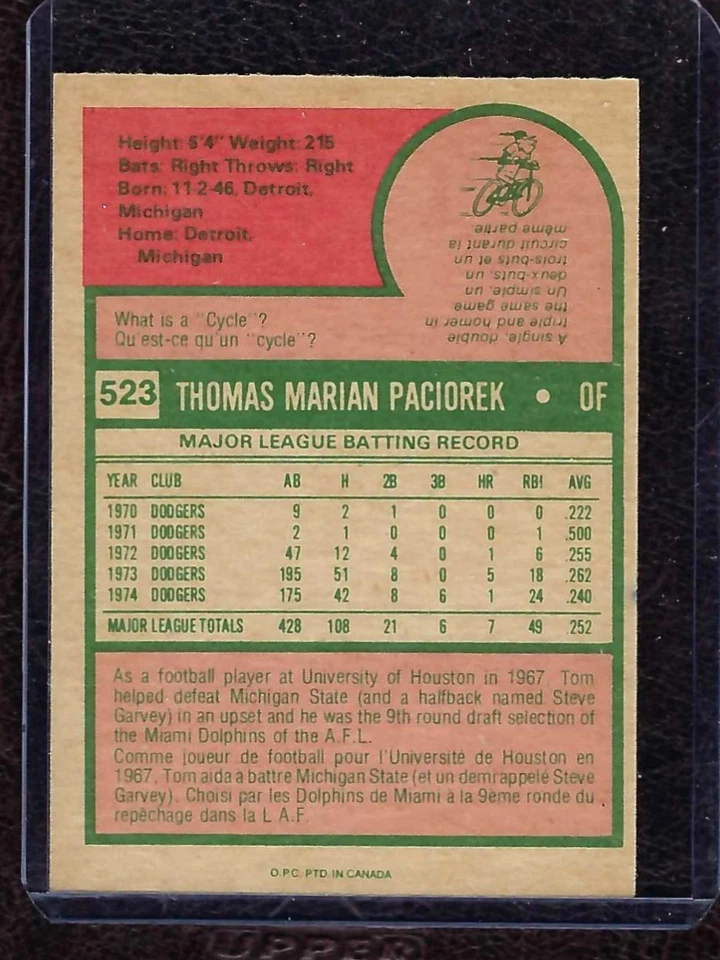 Height: 6'4" Weight: 215
Bats: Right Throws: Right
Born: 11-2-46, Detroit,
Michigan
Home: Detroit,
Michigan
What is a "Cycle"?
Qu'est-ce qu'un "cycle"?
A single, double,
triple and homer in
the same game
Un simple, un
deux-buts, un
trois-buts et un
circuit durant la
même partie
523 THOMAS MARIAN PACIOREK • OF
MAJOR LEAGUE BATTING RECORD
YEAR CLUB AB H 2B 3B HR RBI AVG
1970 DODGERS 9 2 1 0 0 0 .222
1971 DODGERS 2 1 0 0 0 1 .500
1972 DODGERS 47 12 4 0 1 6 .255
1973 DODGERS 195 51 8 0 5 18 .262
1974 DODGERS 175 42 8 6 1 24 .240
MAJOR LEAGUE TOTALS 428 108 21 6 7 49 .252
As a football player at University of Houston in 1967, Tom
helped defeat Michigan State (and a halfback named Steve
Garvey) in an upset and he was the 9th round draft selection of
the Miami Dolphins of the A.F.L.
Comme joueur de football pour l'Université de Houston en
1967, Tom aida à battre Michigan State (et un demi appelé Steve
Garvey). Choisi par les Dolphins de Miami à la 9ème ronde du
repêchage dans la L.A.F.
O.P.C. PTD. IN CANADA
UPPER